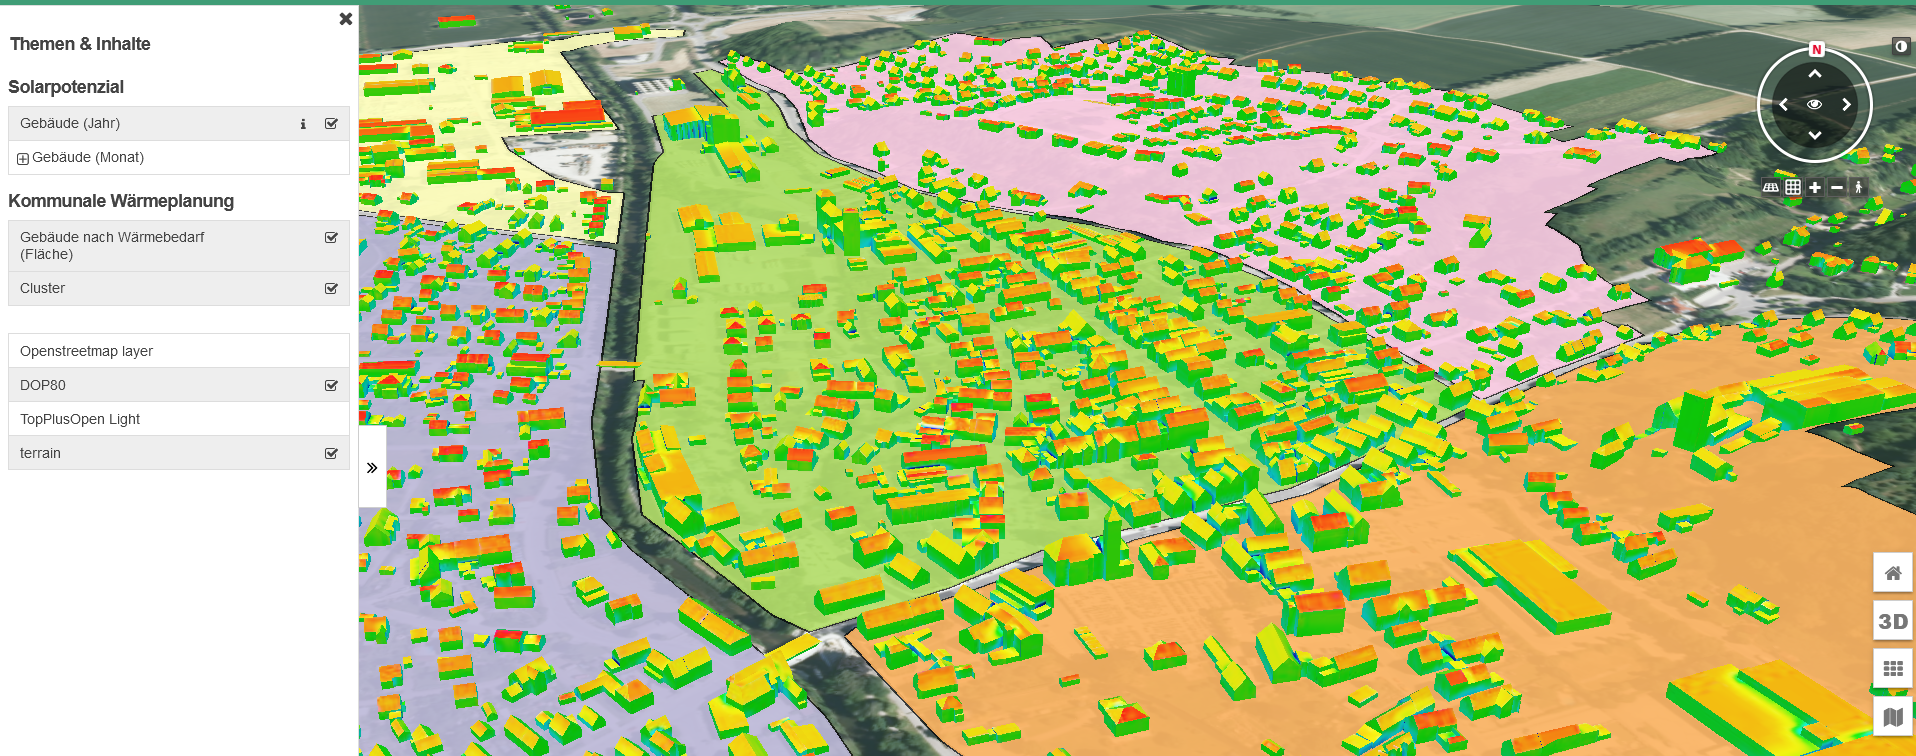 Themen & Inhalte
Solarpotenzial
Gebäude (Jahr)
Gebäude (Monat)
Kommunale Wärmeplanung
Gebäude nach Wärmebedarf
(Fläche)
Cluster
Openstreetmap layer
DOP80
TopPlusOpen Light
terrain
N
3D